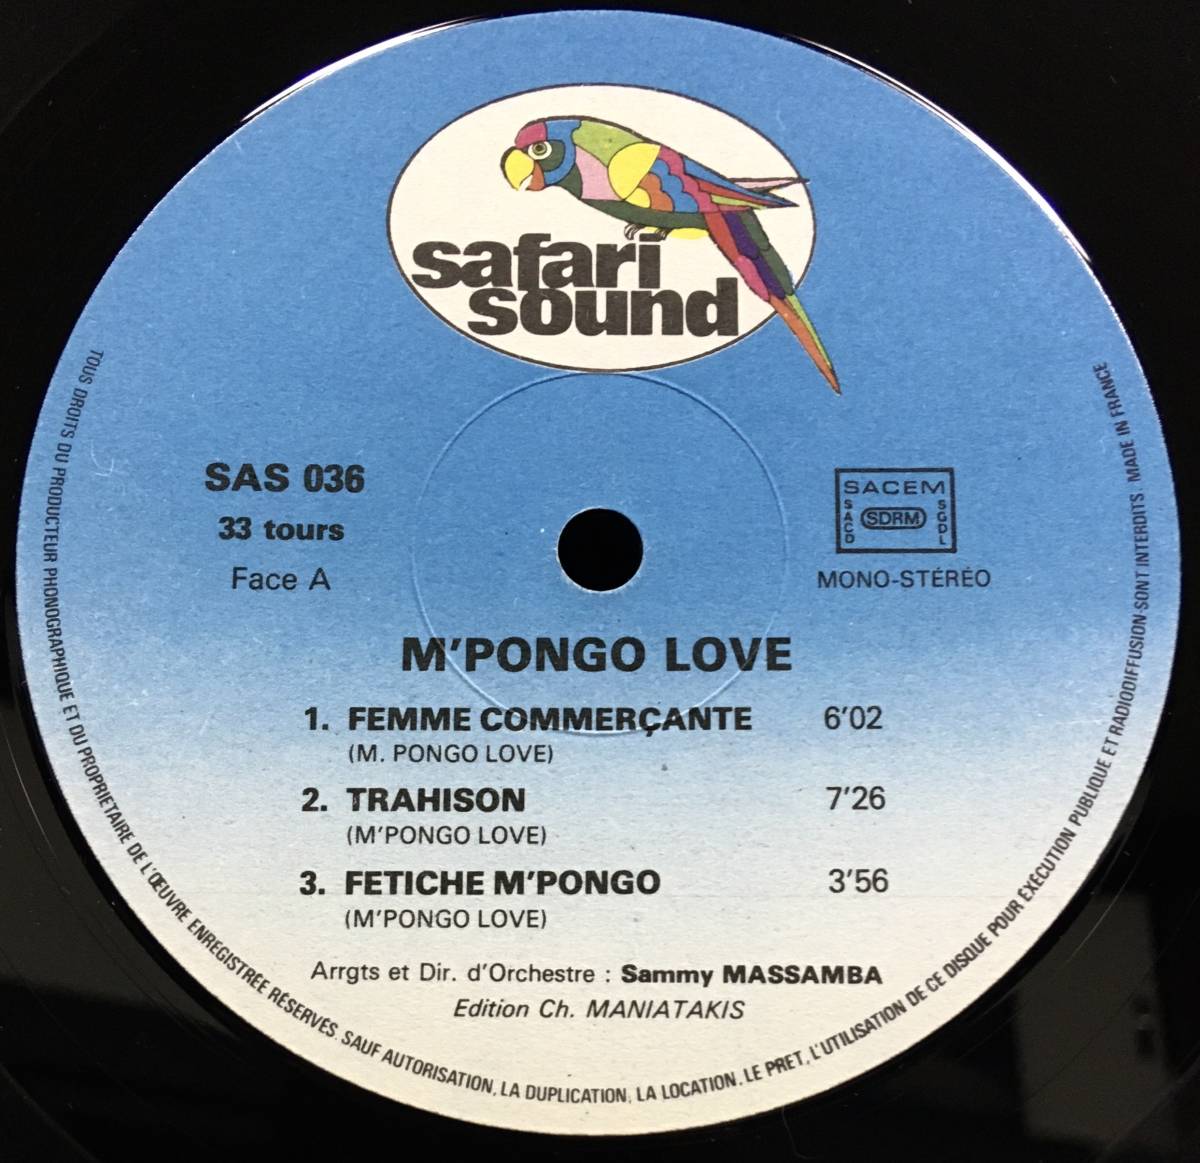 safari
sound
SAS 036
33 tours
Face A
SACEM
SACD
SDRM
SGDL
MONO-STÉRÉO
M'PONGO LOVE
1. FEMME COMMERÇANTE 6'02
(M. PONGO LOVE)
2. TRAHISON 7'26
(M'PONGO LOVE)
3. FETICHE M'PONGO 3'56
(M'PONGO LOVE)
Arrgts et Dir. d'Orchestre : Sammy MASSAMBA
Edition Ch. MANIATAKIS
TOUS DROITS DU PRODUCTEUR PHONOGRAPHIQUE ET DU PROPRIETAIRE DE L'ŒUVRE ENREGISTRÉE RÉSERVÉS. SAUF AUTORISATION, LA DUPLICATION, LA LOCATION. LE PRET, L'UTILISATION DE CE DISQUE POUR EXECUTION PUBLIQUE ET RADIODIFFUSION SONT INTERDITS. MADE IN FRANCE